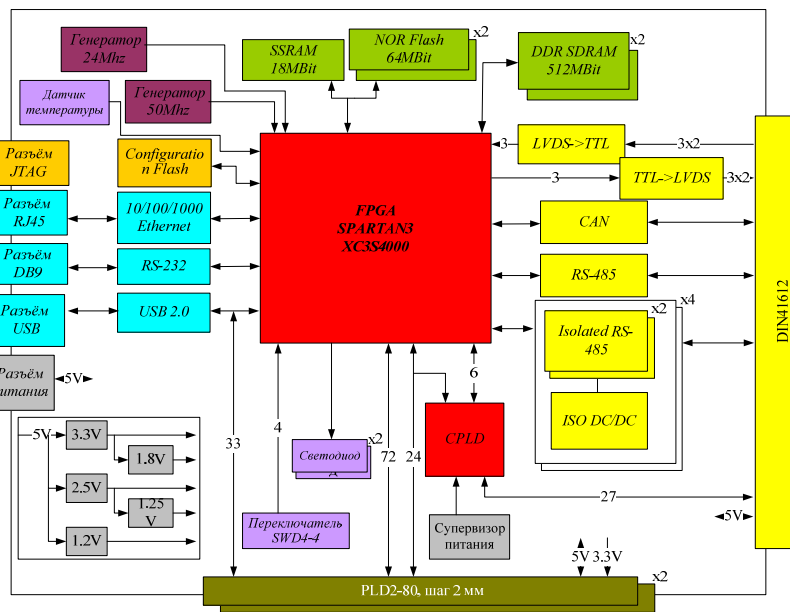 Генератор
24Mhz
SSRAM
18MBit
NOR Flash
64MBit
x2
DDR SDRAM
512MBit
x2
Датчик
температуры
Генератор
50Mhz
Разъём
JTAG
Configuratio
n Flash
Разъём
RJ45
10/100/1000
Ethernet
Разъём
DB9
RS-232
Разъём
USB
USB 2.0
Разъём
питания
5V
FPGA
SPARTAN3
XC3S4000
3
LVDS->TTL
3x2
3
TTL->LVDS
3x2
CAN
RS-485
x4
x2
Isolated RS-
485
ISO DC/DC
DIN41612
5V
3.3V
1.8V
2.5V
1.25
V
1.2V
33
4
72
24
6
x2
Светодиод
д
CPLD
27
5V
Переключатель
SWD4~4
Супервизор
питания
5V
3.3V
x2
PLD2-80, шаг 2 мм